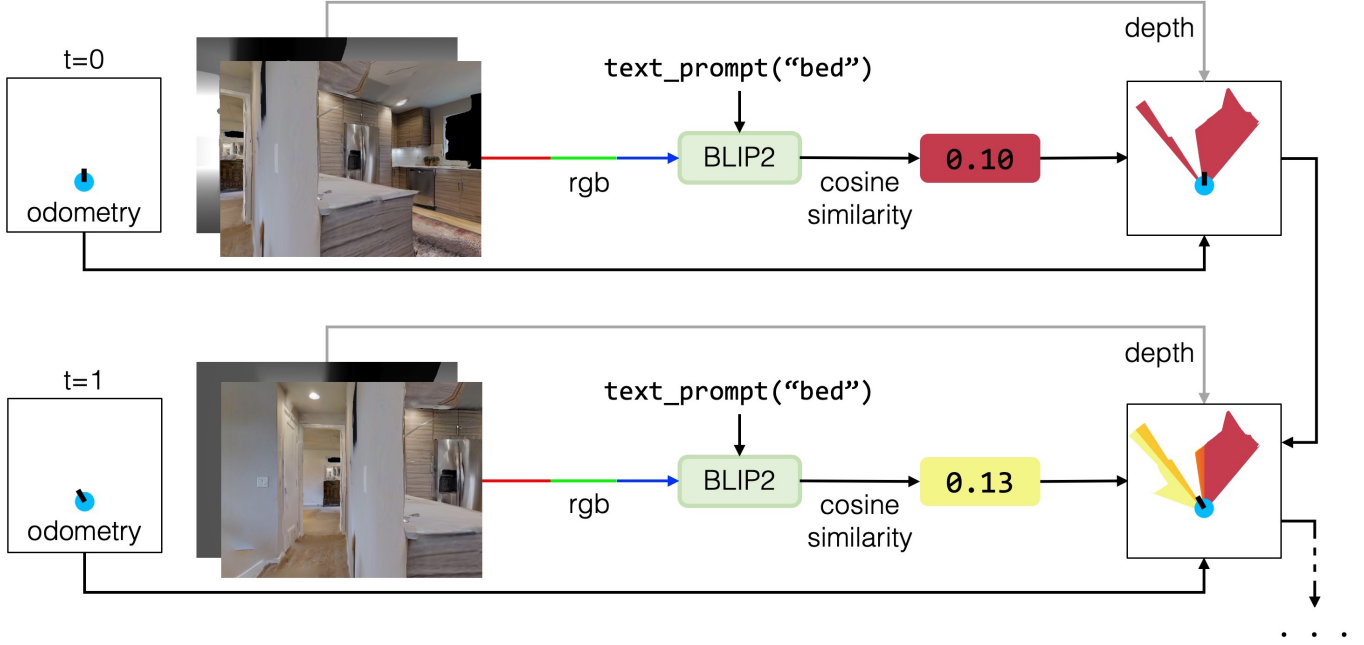 t=0
odometry
rgb
text_prompt(“bed”)
BLIP2
cosine
similarity
0.10
depth
t=1
odometry
rgb
text_prompt(“bed”)
BLIP2
cosine
similarity
0.13
depth
. . .